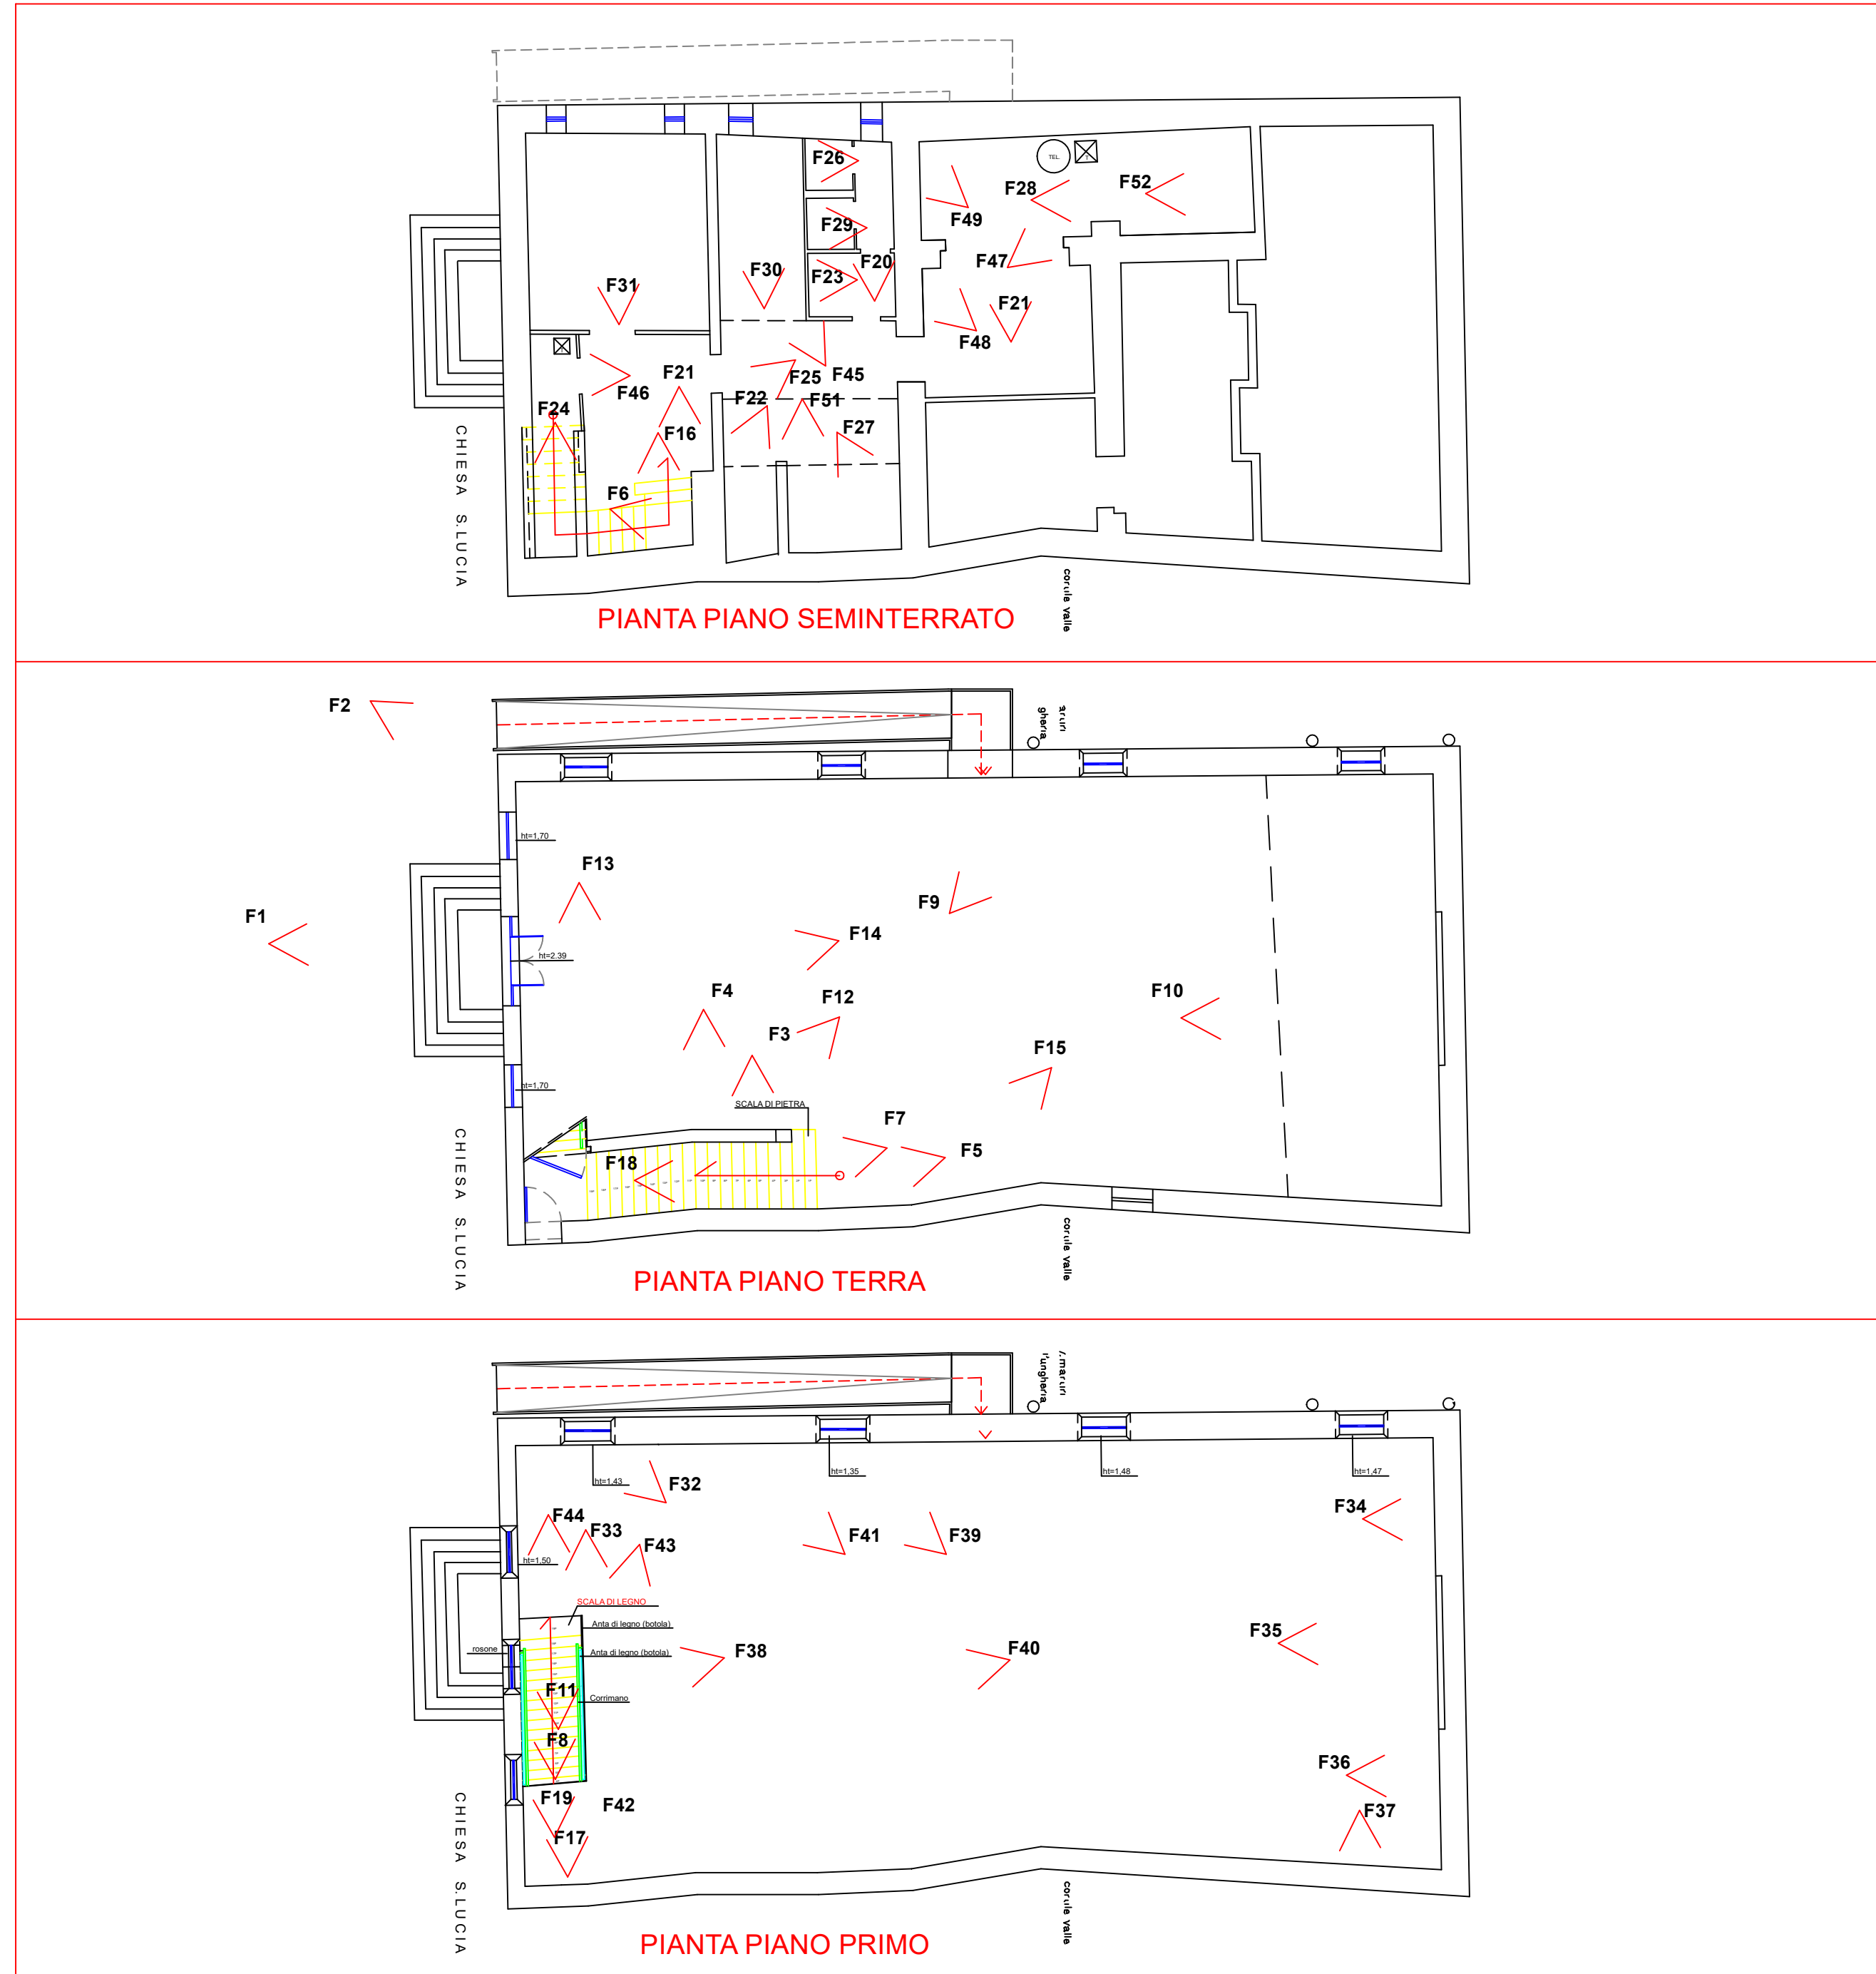 F26
TEL.
F49
F28
F52
F29
F47
F31
F30
F23
F20
F21
F48
F46
F21
F25
F45
F24
F22
F51
F16
F27
F6
CHIESA S.LUCIA
corule valle
PIANTA PIANO SEMINTERRATO
F2
gharia
ht=1,70
F13
F9
F1
F14
ht=2.39
F4
F12
F10
F3
F15
ht=1,70
SCALA DI PIETRA
F7
F5
F18
CHIESA S.LUCIA
corule valle
PIANTA PIANO TERRA
l'ungharia
ht=1,43
F32
ht=1,35
ht=1,48
ht=1,47
F34
F44
F33
F43
F41
F39
ht=1,50
SCALA DI LEGNO
Anta di legno (botola)
rosone
Anta di legno (botola)
F38
F40
F35
F11
Corrimano
F8
F36
F19
F42
F37
F17
CHIESA S.LUCIA
corule valle
PIANTA PIANO PRIMO